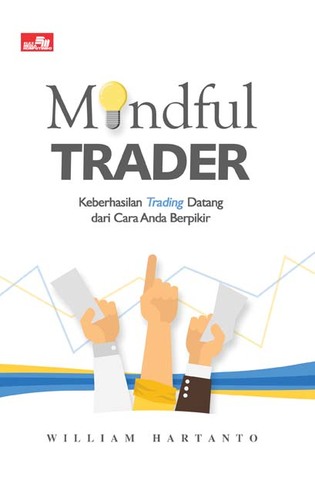 Mindful
TRADER
Keberhasilan Trading Datang
dari Cara Anda Berpikir
WILLIAM HARTANTO